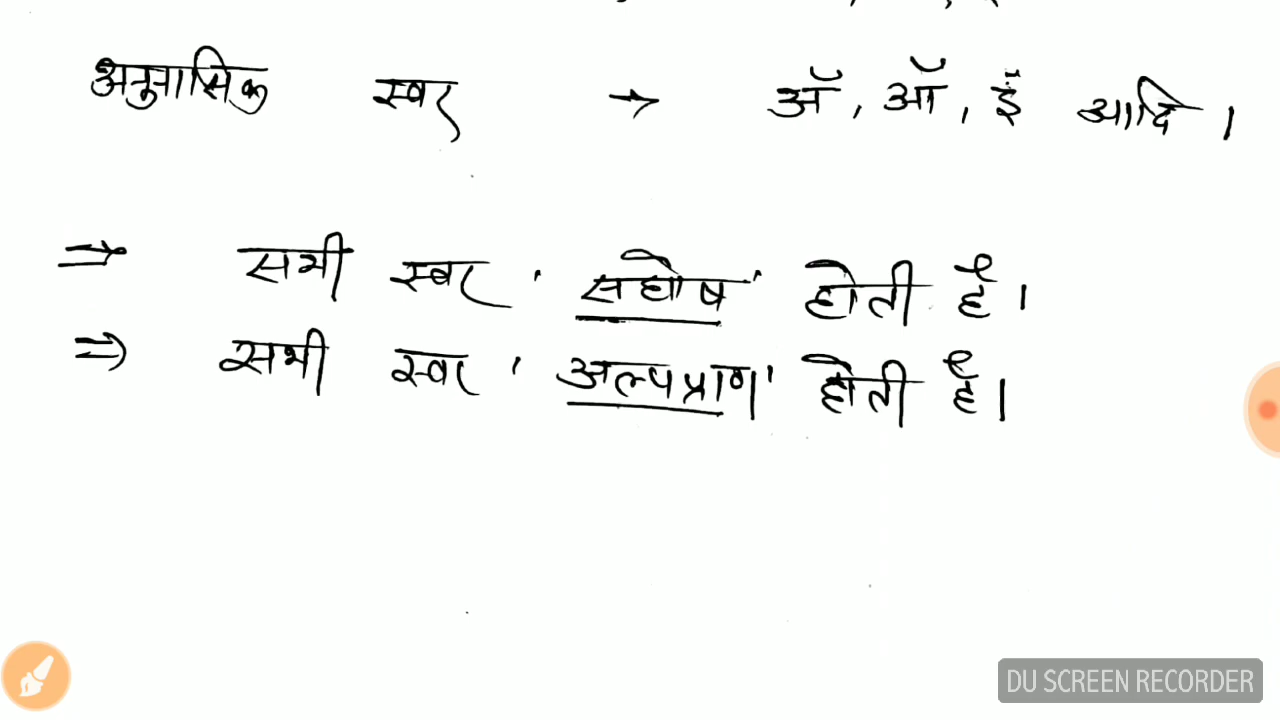 अनुनासिक स्वर → अँ, आँ, इँ आदि।
⇒ सभी स्वर 'सघोष' होती है।
⇒ सभी स्वर 'अल्पप्राण' होती है।
DU SCREEN RECORDER